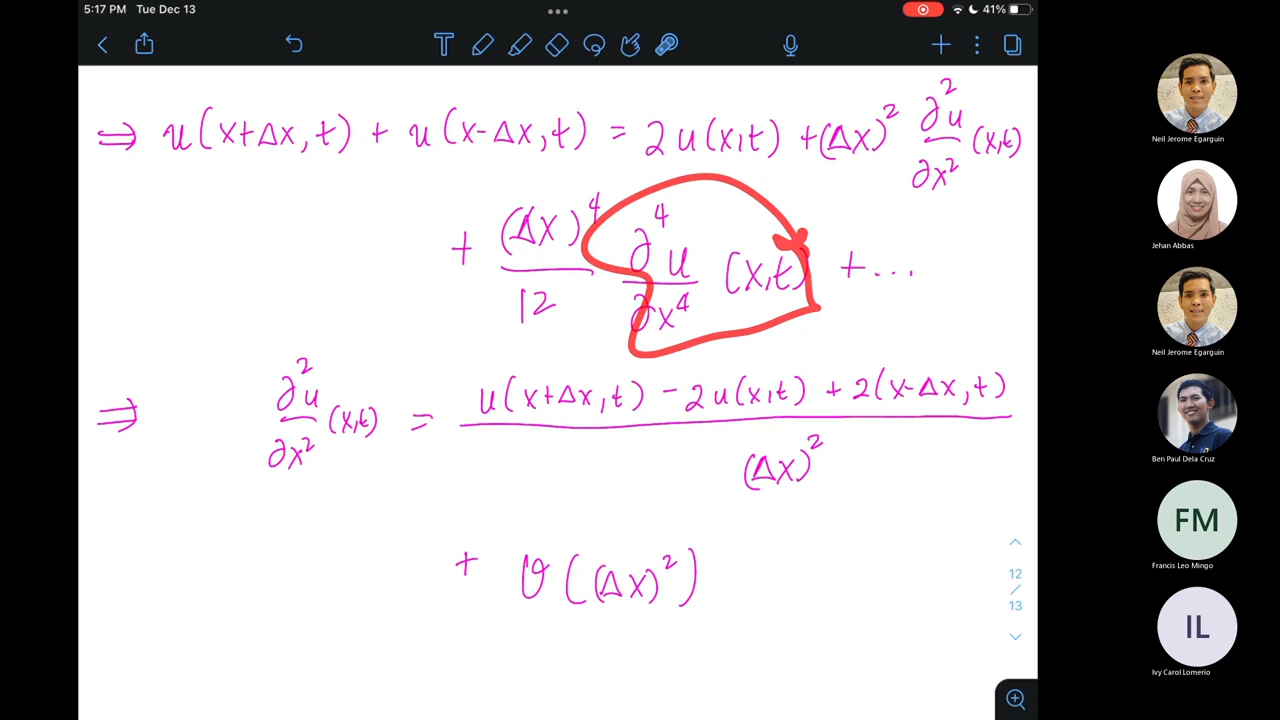 5:17 PM Tue Dec 13
41%
⇒ u(x+Δx,t) + u(x-Δx,t) = 2u(x,t) + (Δx)² ∂²u/∂x² (x,t)
+ (Δx)⁴/12 ∂⁴u/∂x⁴ (x,t) + ...
⇒ ∂²u/∂x² (x,t) = u(x+Δx,t) - 2u(x,t) + 2(x-Δx,t) / (Δx)²
+ O((Δx)²)
12
/
13
Neil Jerome Egarguin
Jehan Abbas
Neil Jerome Egarguin
Ben Paul Dela Cruz
FM
Francis Leo Mingo
IL
Ivy Carol Lomerio